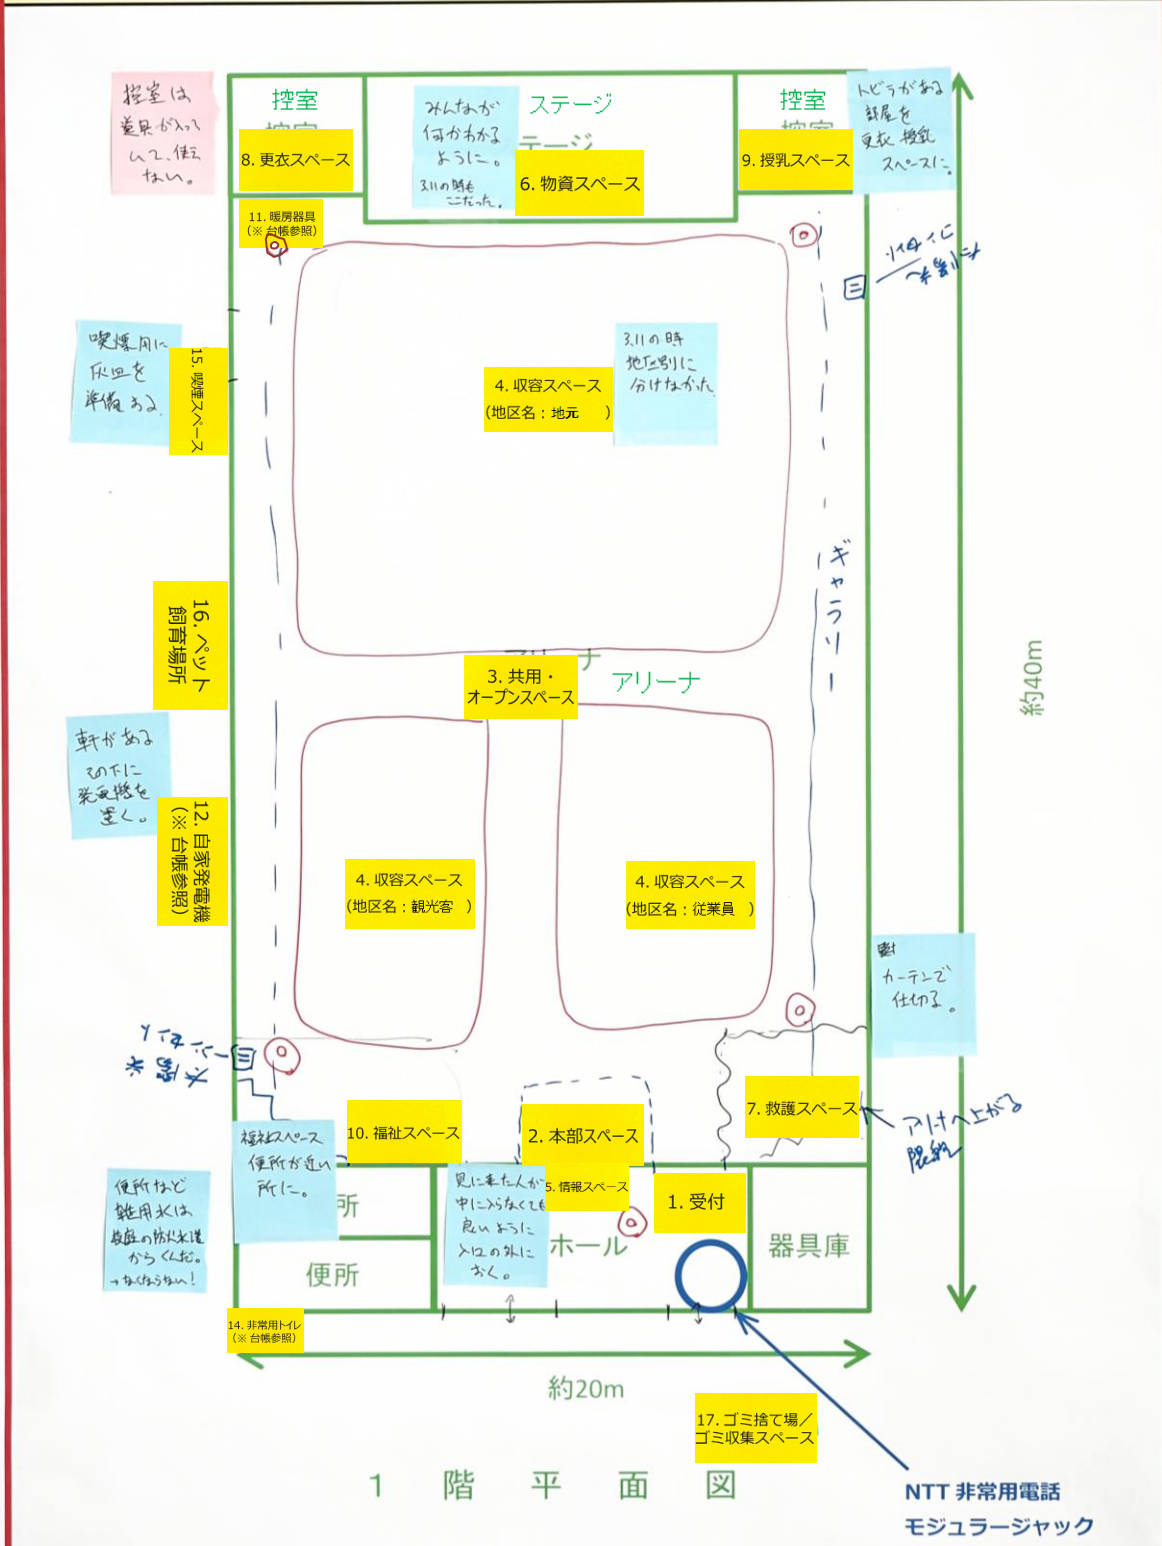 控室は
道具が入って
いて、使え
ない。
控室
8. 更衣スペース
みんなが
何かわかる
ように。
3.11の時も
ここだった。
ステージ
テージ
6. 物資スペース
控室
9. 授乳スペース
トビラがある
部屋を
更衣、授乳
スペースに。
11. 暖房器具
(※ 台帳参照)
喫煙用に
灰皿を
準備する
15. 喫煙スペース
4. 収容スペース
(地区名：地元　　)
3.11の時
地区別に
分けなかった
ギャラリー
約40m
16. ペット
飼育場所
3. 共用・
オープンスペース
アリーナ
軒がある
その下に
発電機を
置く。
12. 自家発電機
(※ 台帳参照)
4. 収容スペース
(地区名：観光客　)
4. 収容スペース
(地区名：従業員　)
カーテンで
仕切る。
太陽光
コンセント
7. 救護スペース
アリーナへ上がる
階段
10. 福祉スペース
2. 本部スペース
福祉スペース
便所が近い
所に。
所
便所
見に来た人が
中に入らなくても
良いように
入口の外に
おく。
5. 情報スペース
1. 受付
ホール
器具庫
便所など
雑用水は
校庭の防火水道
からくんだ。
→なくならない！
14. 非常用トイレ
(※ 台帳参照)
約20m
17. ゴミ捨て場／
ゴミ収集スペース
1 階 平 面 図
NTT 非常用電話
モジュラージャック